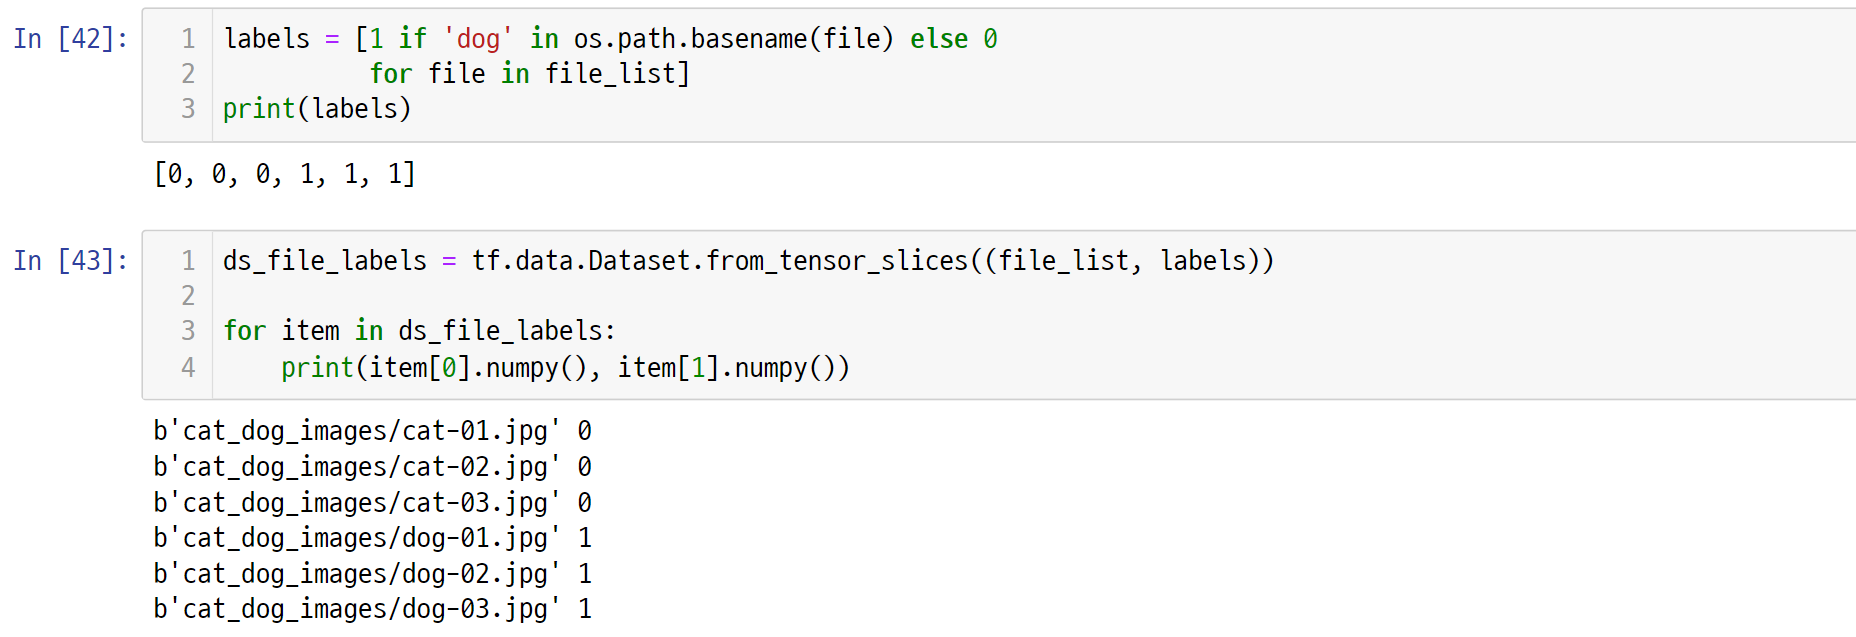 In [42]:
1 labels = [1 if 'dog' in os.path.basename(file) else 0
2           for file in file_list]
3 print(labels)
[0, 0, 0, 1, 1, 1]
In [43]:
1 ds_file_labels = tf.data.Dataset.from_tensor_slices((file_list, labels))
2
3 for item in ds_file_labels:
4     print(item[0].numpy(), item[1].numpy())
b'cat_dog_images/cat-01.jpg' 0
b'cat_dog_images/cat-02.jpg' 0
b'cat_dog_images/cat-03.jpg' 0
b'cat_dog_images/dog-01.jpg' 1
b'cat_dog_images/dog-02.jpg' 1
b'cat_dog_images/dog-03.jpg' 1